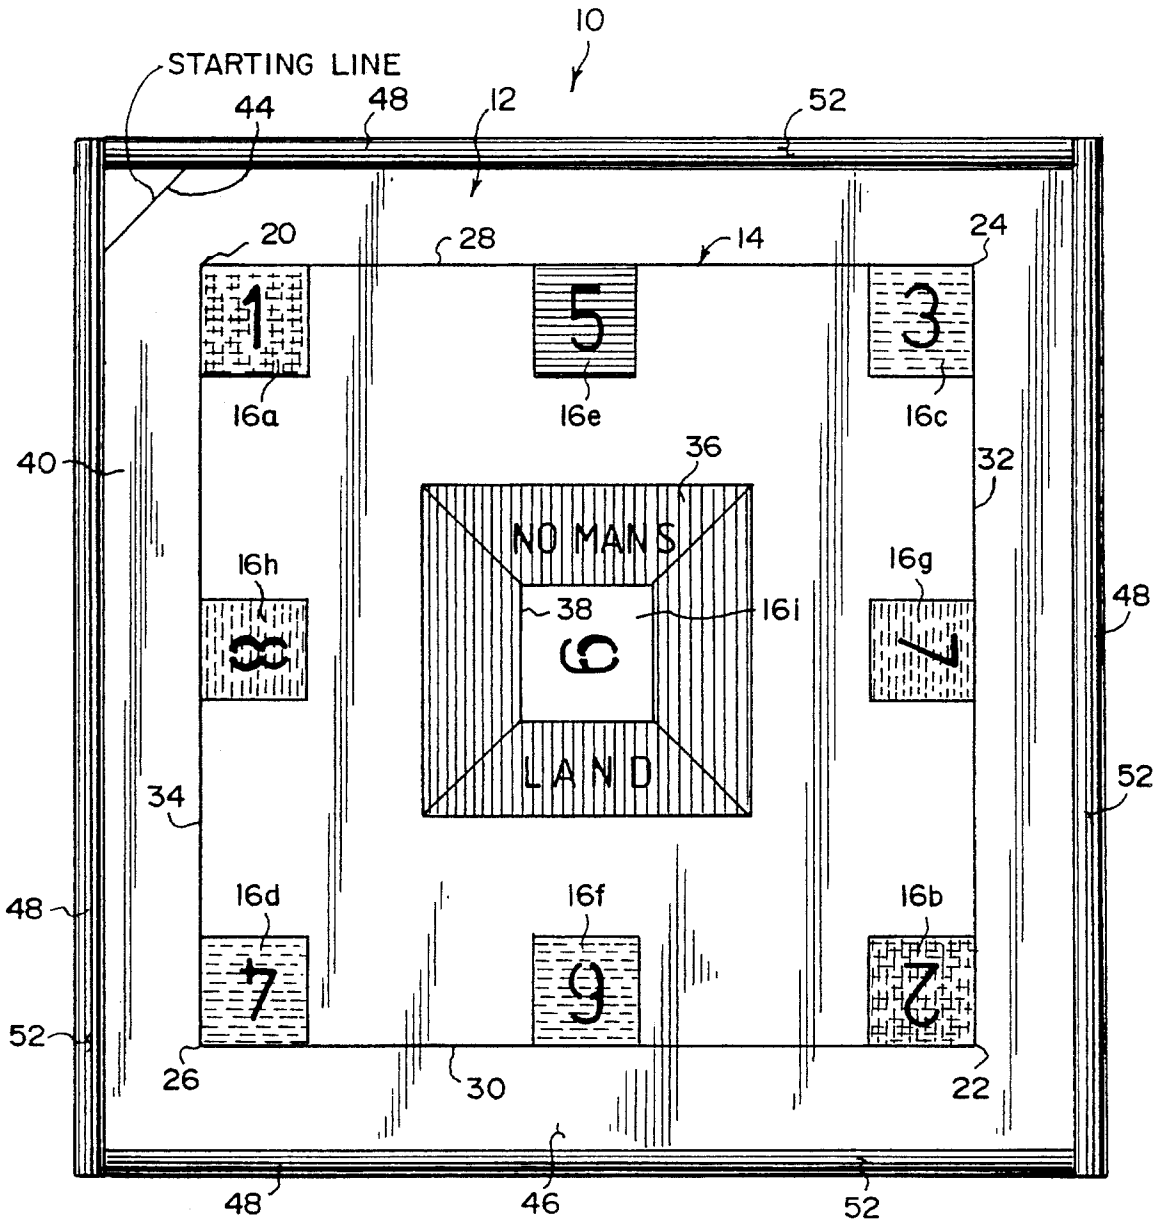 10
STARTING LINE
44 48 12 52
20 28 14 24
1 5 3
16a 16e 16c
40 36 32
NO MANS
16h 16g
38 16i 48
8 9 7
LAND
34 52
48 16d 16f 16b
4 6 2
52
26 30 22
48 46 52